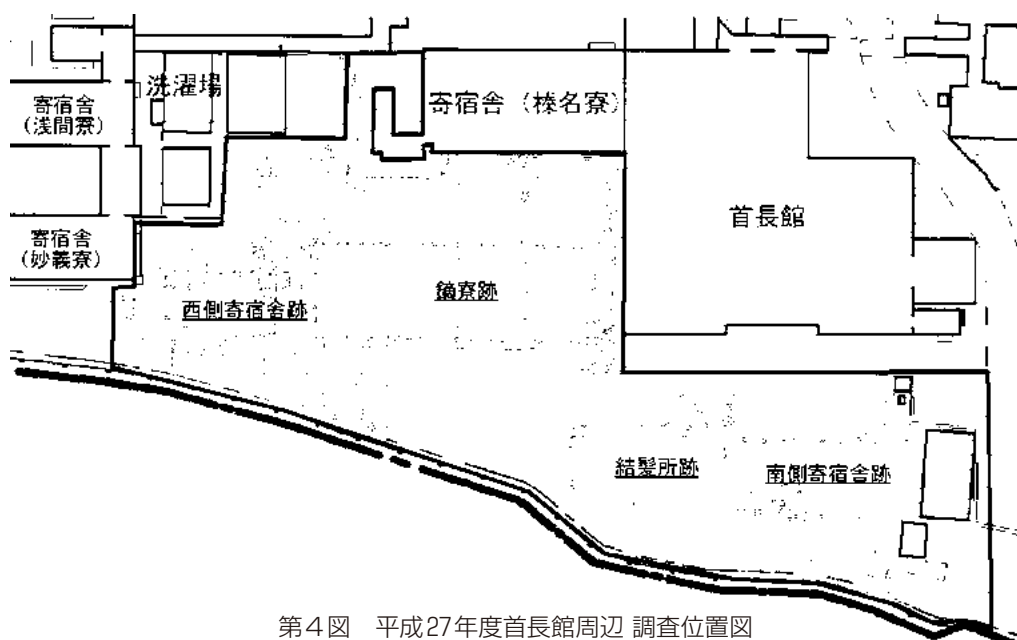 洗濯場
寄宿舎
(浅間寮)
寄宿舎(榛名寮)
首長館
寄宿舎
(妙義寮)
西側寄宿舎跡
鏑寮跡
結髪所跡
南側寄宿舎跡
第4図 平成27年度首長館周辺 調査位置図